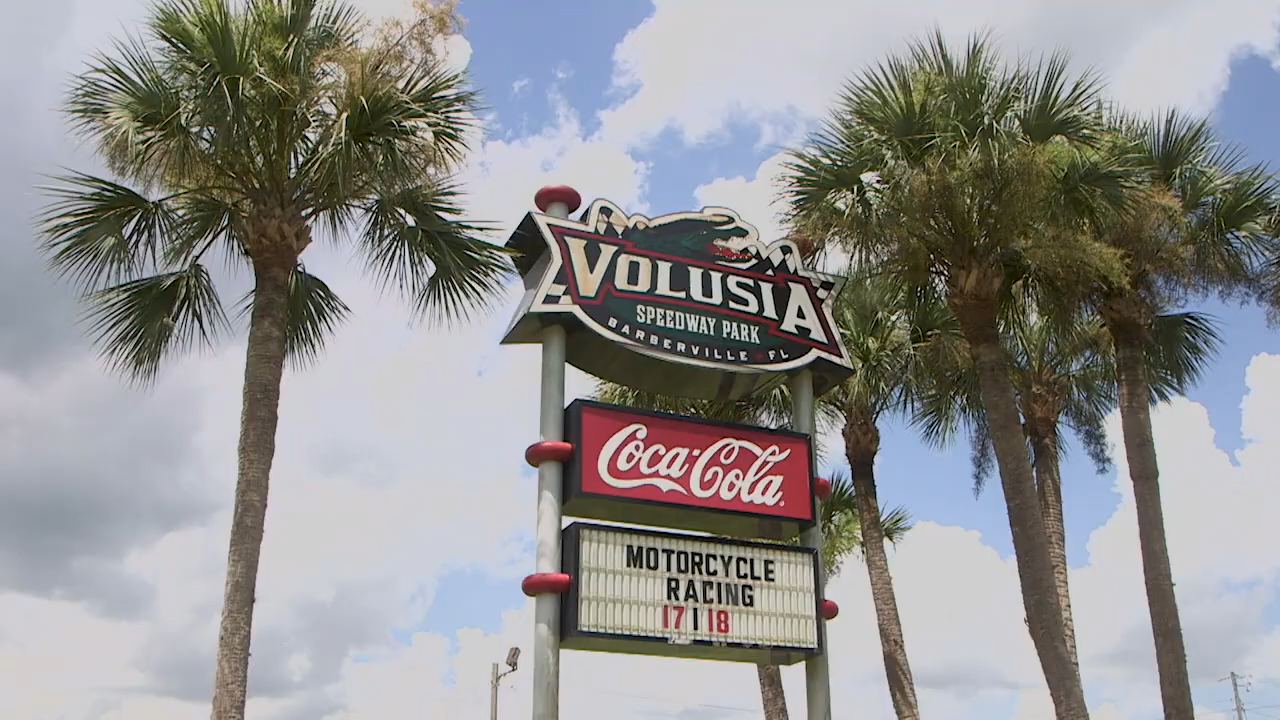 VOLUSIA
SPEEDWAY PARK
BARBERVILLE FL
Coca-Cola
MOTORCYCLE
RACING
17|18